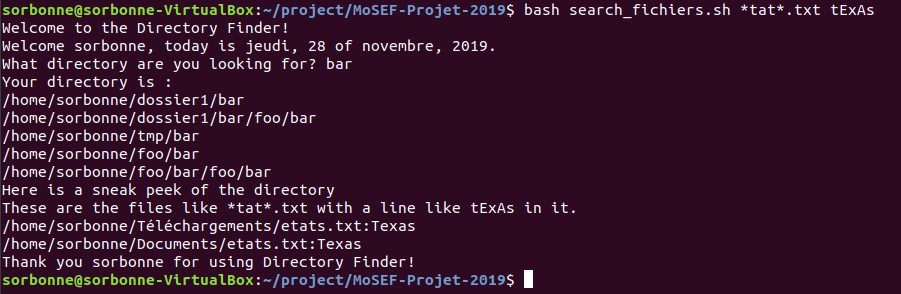 sorbonne@sorbonne-VirtualBox:~/project/MoSEF-Projet-2019$ bash search_fichiers.sh *tat*.txt tExAs
Welcome to the Directory Finder!
Welcome sorbonne, today is jeudi, 28 of novembre, 2019.
What directory are you looking for? bar
Your directory is :
/home/sorbonne/dossier1/bar
/home/sorbonne/dossier1/bar/foo/bar
/home/sorbonne/tmp/bar
/home/sorbonne/foo/bar
/home/sorbonne/foo/bar/foo/bar
Here is a sneak peek of the directory
These are the files like *tat*.txt with a line like tExAs in it.
/home/sorbonne/Téléchargements/etats.txt:Texas
/home/sorbonne/Documents/etats.txt:Texas
Thank you sorbonne for using Directory Finder!
sorbonne@sorbonne-VirtualBox:~/project/MoSEF-Projet-2019$